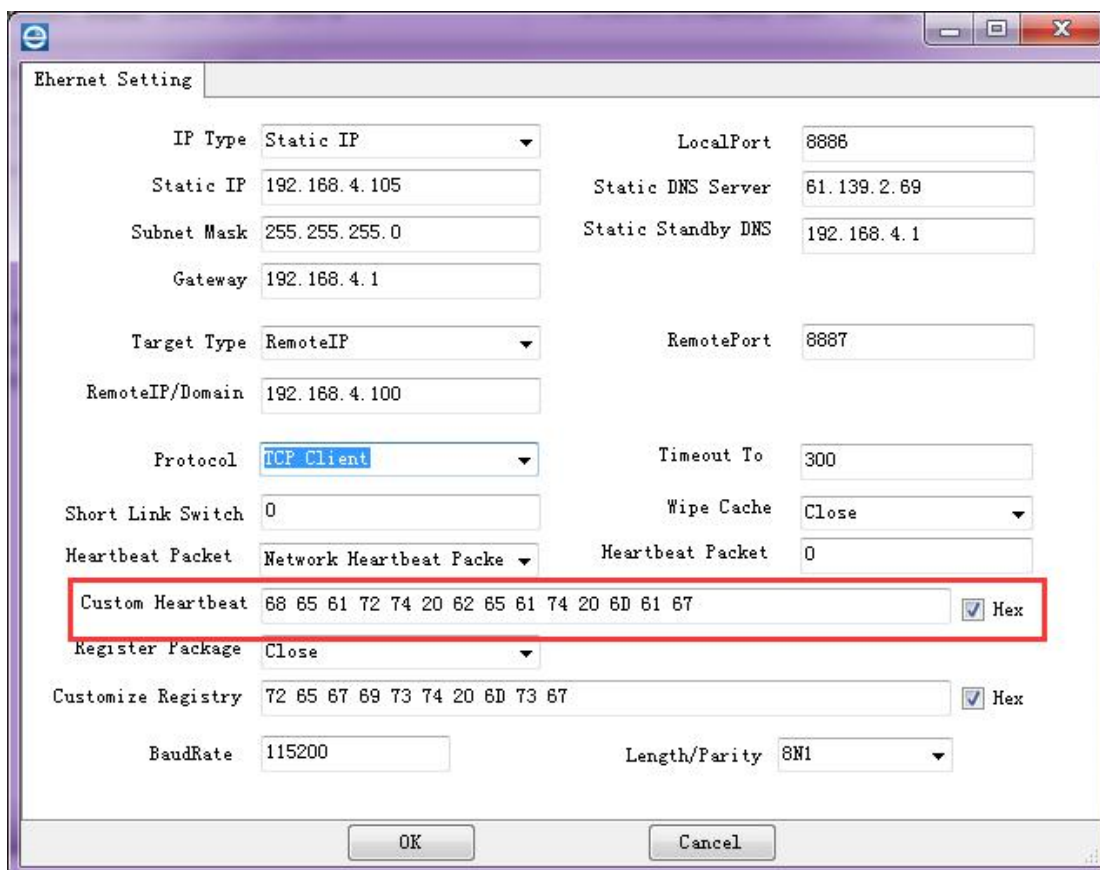 Ehernet Setting
IP Type Static IP LocalPort 8886
Static IP 192.168.4.105 Static DNS Server 61.139.2.69
Subnet Mask 255.255.255.0 Static Standby DNS 192.168.4.1
Gateway 192.168.4.1
Target Type RemoteIP RemotePort 8887
RemoteIP/Domain 192.168.4.100
Protocol TCP Client Timeout To 300
Short Link Switch 0 Wipe Cache Close
Heartbeat Packet Network Heartbeat Packe Heartbeat Packet 0
Custom Heartbeat 68 65 61 72 74 20 62 65 61 74 20 6D 61 67 Hex
Register Package Close
Customize Registry 72 65 67 69 73 74 20 6D 73 67 Hex
BaudRate 115200 Length/Parity 8N1
OK Cancel